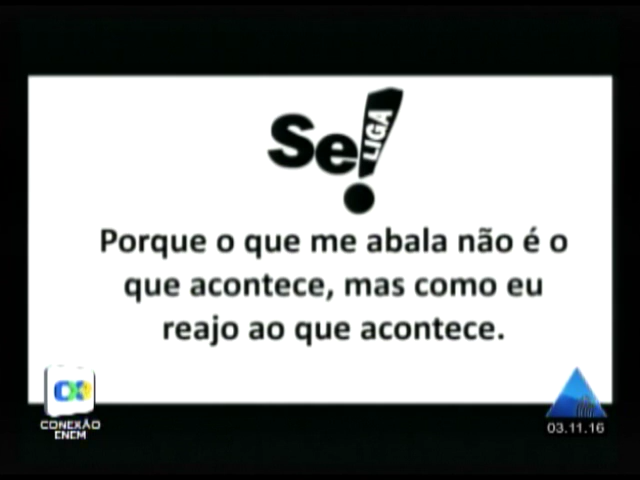 Se!
LIGA
Porque o que me abala não é o
que acontece, mas como eu
reajo ao que acontece.
CONEXÃO
ENEM
03.11.16